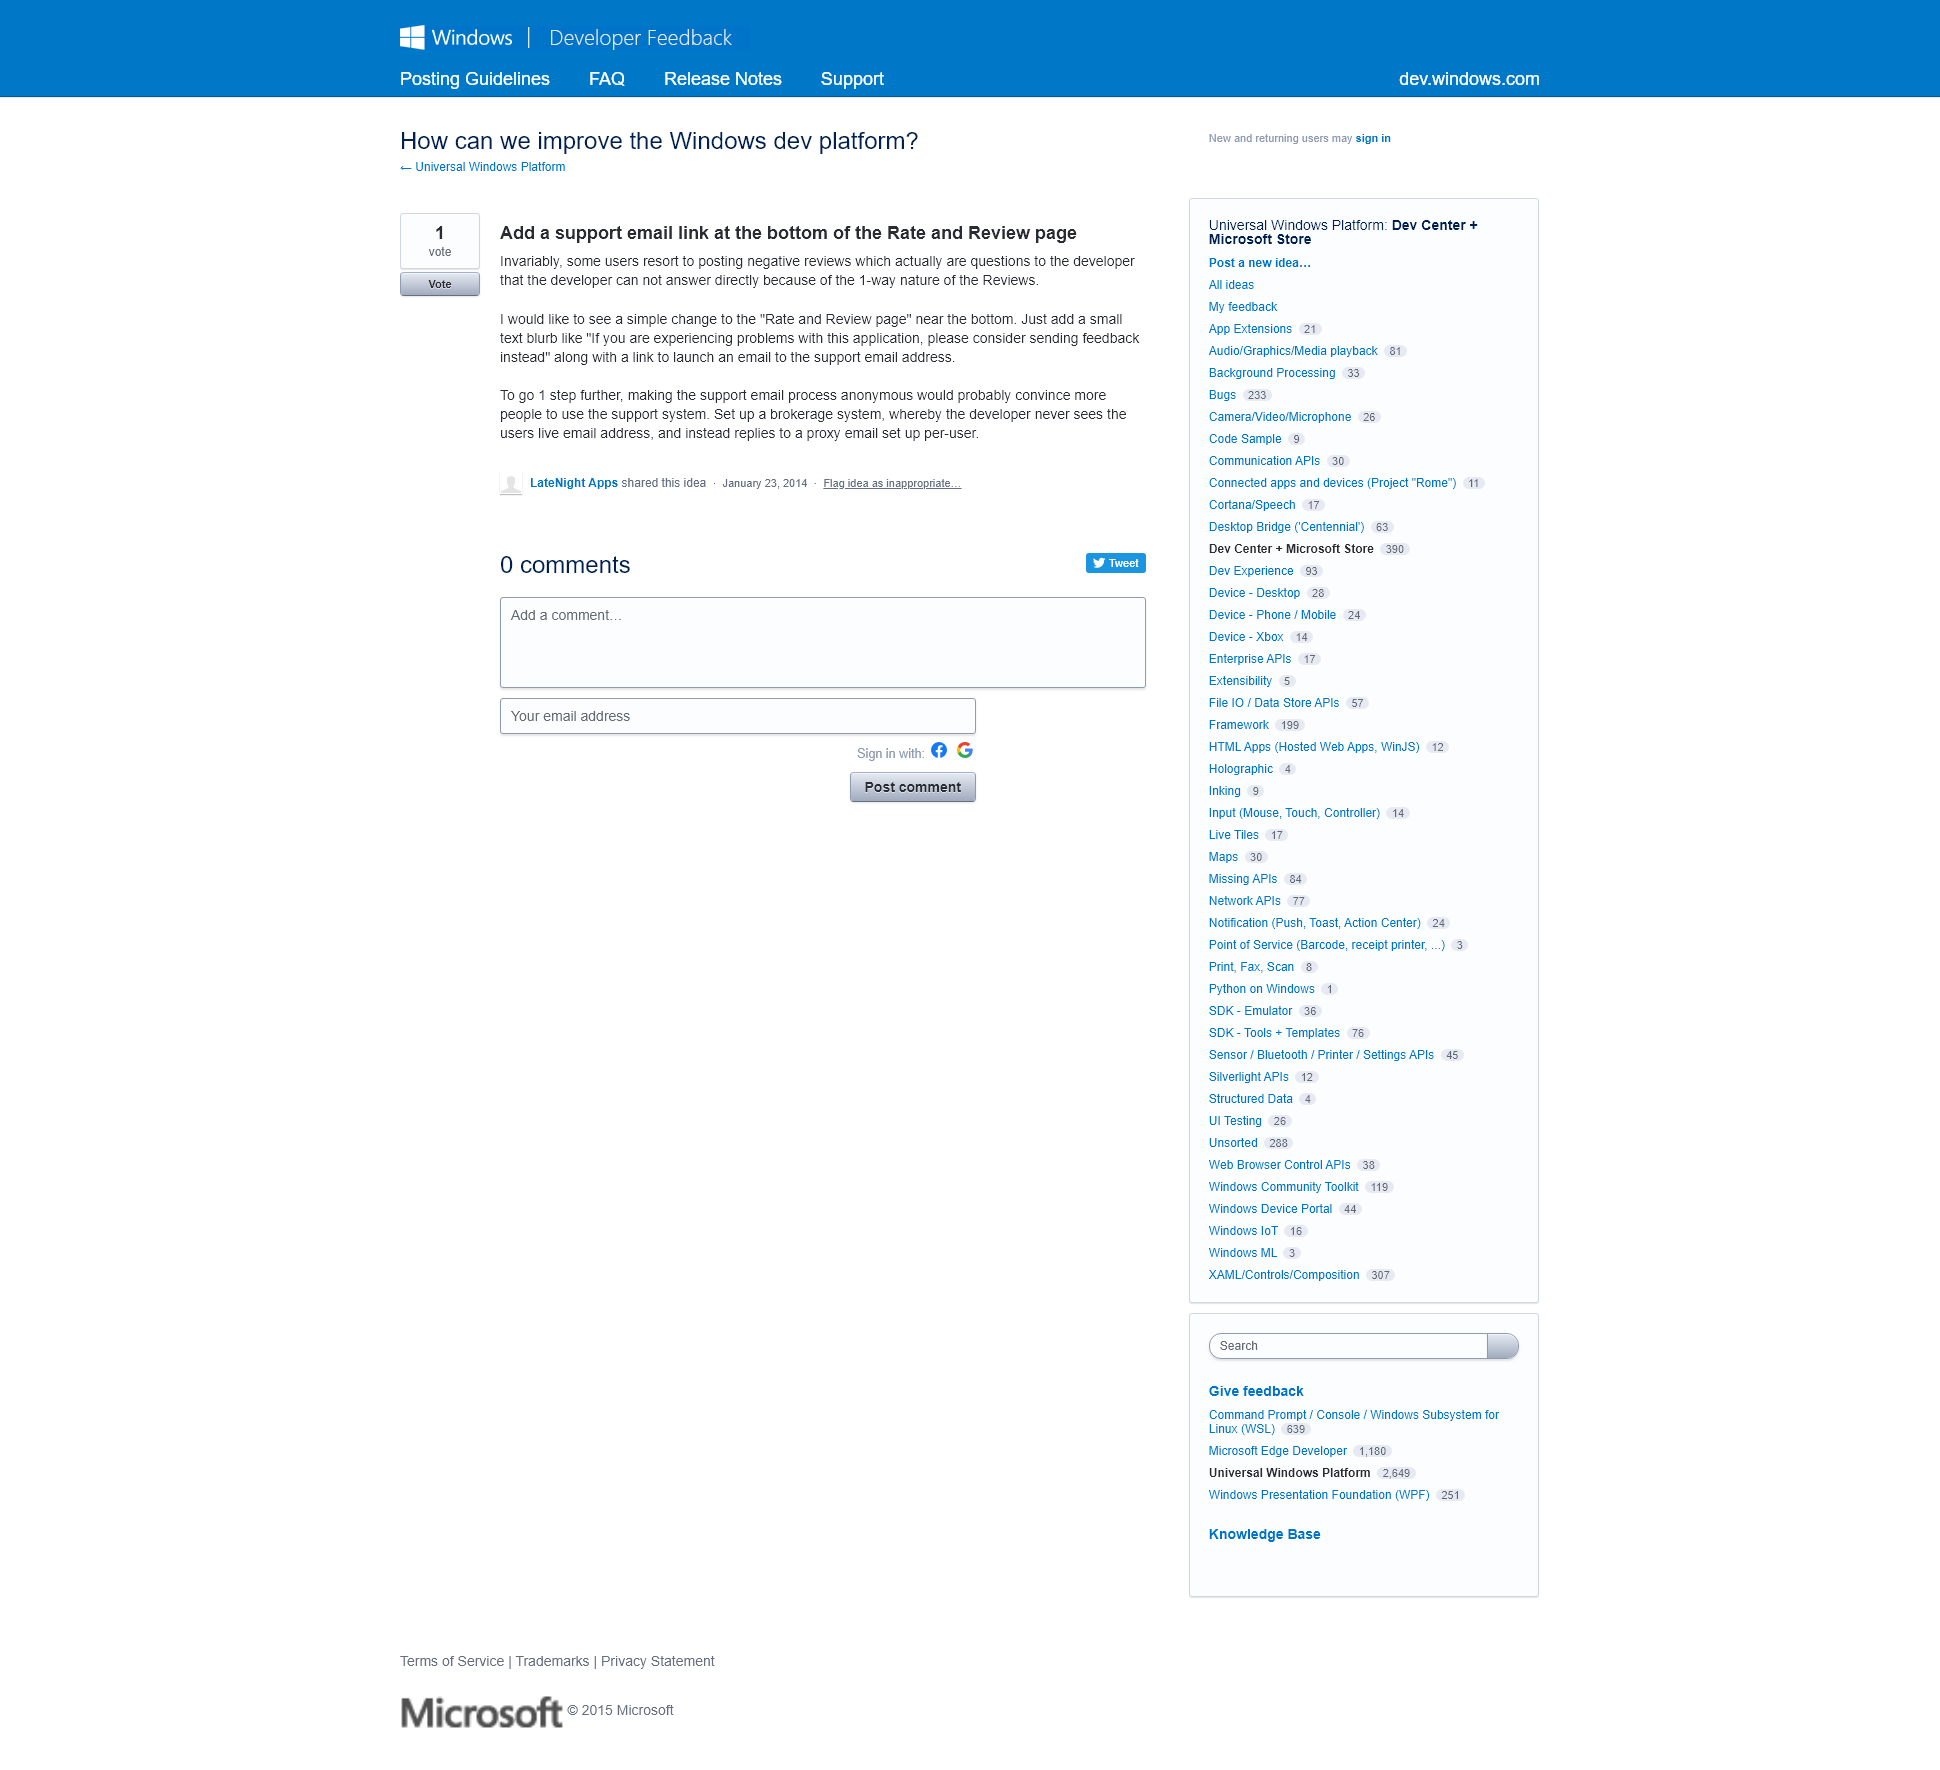 Windows | Developer Feedback
Posting Guidelines FAQ Release Notes Support dev.windows.com
How can we improve the Windows dev platform?
← Universal Windows Platform
New and returning users may sign in
1
vote
Vote
Add a support email link at the bottom of the Rate and Review page
Invariably, some users resort to posting negative reviews which actually are questions to the developer
that the developer can not answer directly because of the 1-way nature of the Reviews.
I would like to see a simple change to the "Rate and Review page" near the bottom. Just add a small
text blurb like "If you are experiencing problems with this application, please consider sending feedback
instead" along with a link to launch an email to the support email address.
To go 1 step further, making the support email process anonymous would probably convince more
people to use the support system. Set up a brokerage system, whereby the developer never sees the
users live email address, and instead replies to a proxy email set up per-user.
LateNight Apps shared this idea · January 23, 2014 · Flag idea as inappropriate…
0 comments
Tweet
Add a comment…
Your email address
Sign in with:
Post comment
Universal Windows Platform: Dev Center +
Microsoft Store
Post a new idea…
All ideas
My feedback
App Extensions 21
Audio/Graphics/Media playback 81
Background Processing 33
Bugs 233
Camera/Video/Microphone 26
Code Sample 9
Communication APIs 30
Connected apps and devices (Project "Rome") 11
Cortana/Speech 17
Desktop Bridge ('Centennial') 63
Dev Center + Microsoft Store 390
Dev Experience 93
Device - Desktop 28
Device - Phone / Mobile 24
Device - Xbox 14
Enterprise APIs 17
Extensibility 5
File IO / Data Store APIs 57
Framework 199
HTML Apps (Hosted Web Apps, WinJS) 12
Holographic 4
Inking 9
Input (Mouse, Touch, Controller) 14
Live Tiles 17
Maps 30
Missing APIs 84
Network APIs 77
Notification (Push, Toast, Action Center) 24
Point of Service (Barcode, receipt printer, ...) 3
Print, Fax, Scan 8
Python on Windows 1
SDK - Emulator 36
SDK - Tools + Templates 76
Sensor / Bluetooth / Printer / Settings APIs 45
Silverlight APIs 12
Structured Data 4
UI Testing 26
Unsorted 288
Web Browser Control APIs 38
Windows Community Toolkit 119
Windows Device Portal 44
Windows IoT 16
Windows ML 3
XAML/Controls/Composition 307
Search
Give feedback
Command Prompt / Console / Windows Subsystem for
Linux (WSL) 639
Microsoft Edge Developer 1,180
Universal Windows Platform 2,649
Windows Presentation Foundation (WPF) 251
Knowledge Base
Terms of Service | Trademarks | Privacy Statement
Microsoft © 2015 Microsoft